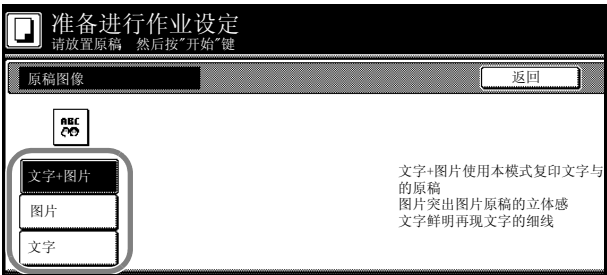 准备进行作业设定
请放置原稿 然后按"开始"键
原稿图像
返回
ABC
文字+图片
图片
文字
文字+图片使用本模式复印文字与
的原稿
图片突出图片原稿的立体感
文字鲜明再现文字的细线